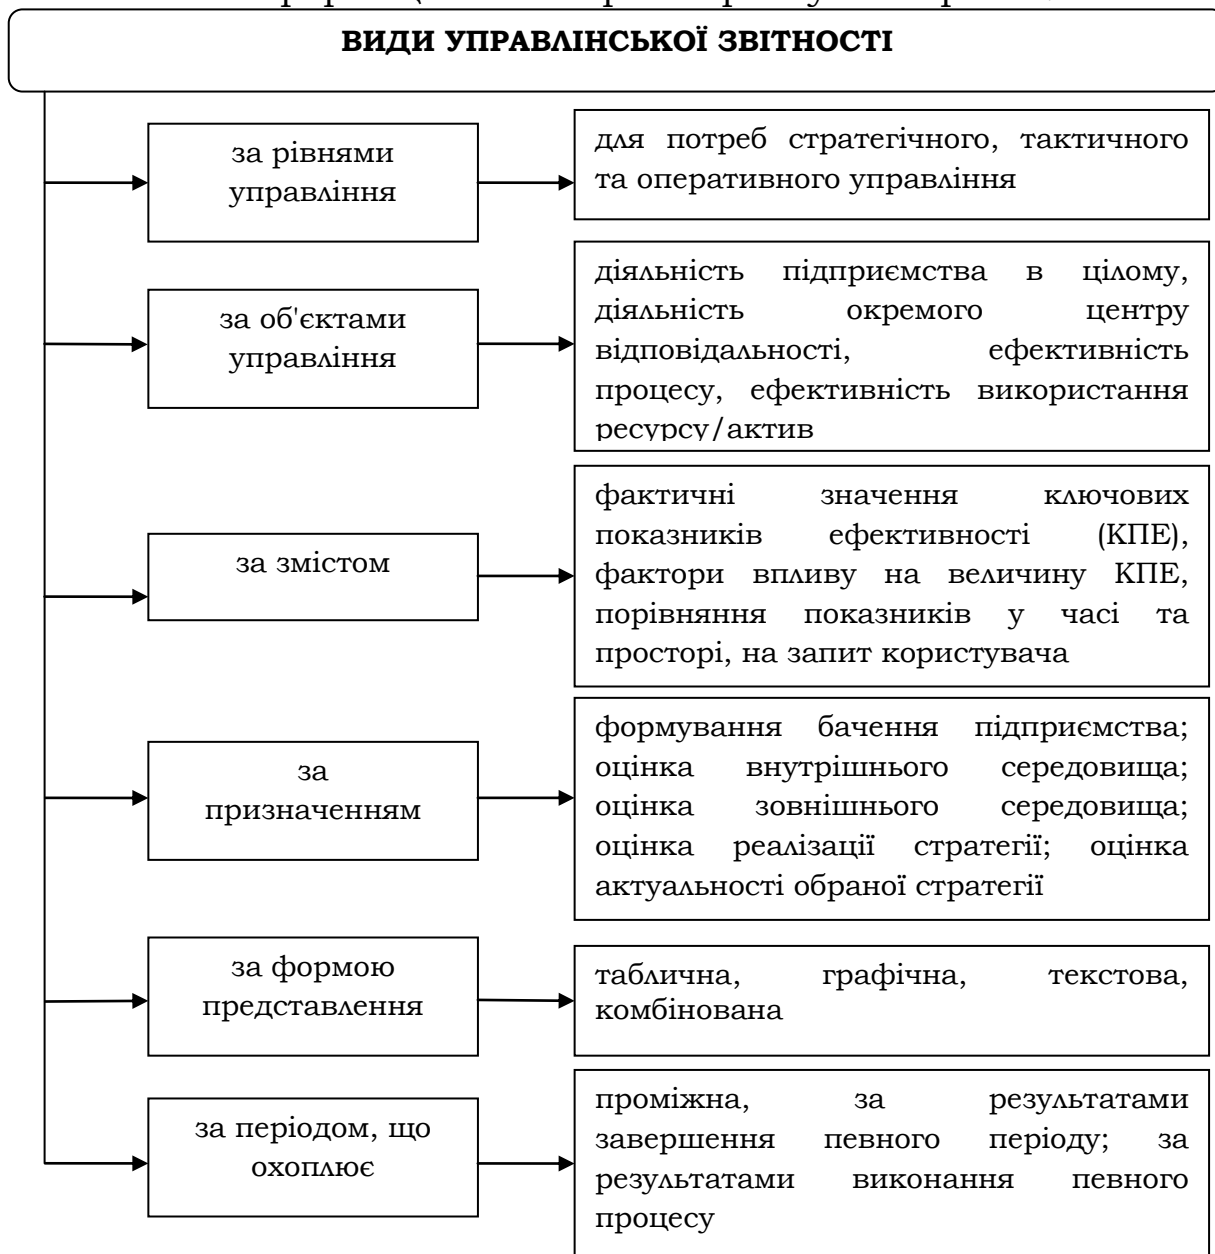 ВИДИ УПРАВЛІНСЬКОЇ ЗВІТНОСТІ
за рівнями
управління
для потреб стратегічного, тактичного
та оперативного управління
за об'єктами
управління
діяльність підприємства в цілому,
діяльність окремого центру
відповідальності, ефективність
процесу, ефективність використання
ресурсу/актив
за змістом
фактичні значення ключових
показників ефективності (КПЕ),
фактори впливу на величину КПЕ,
порівняння показників у часі та
просторі, на запит користувача
за
призначенням
формування бачення підприємства;
оцінка внутрішнього середовища;
оцінка зовнішнього середовища;
оцінка реалізації стратегії; оцінка
актуальності обраної стратегії
за формою
представлення
таблична, графічна, текстова,
комбінована
за періодом, що
охоплює
проміжна, за результатами
завершення певного періоду; за
результатами виконання певного
процесу